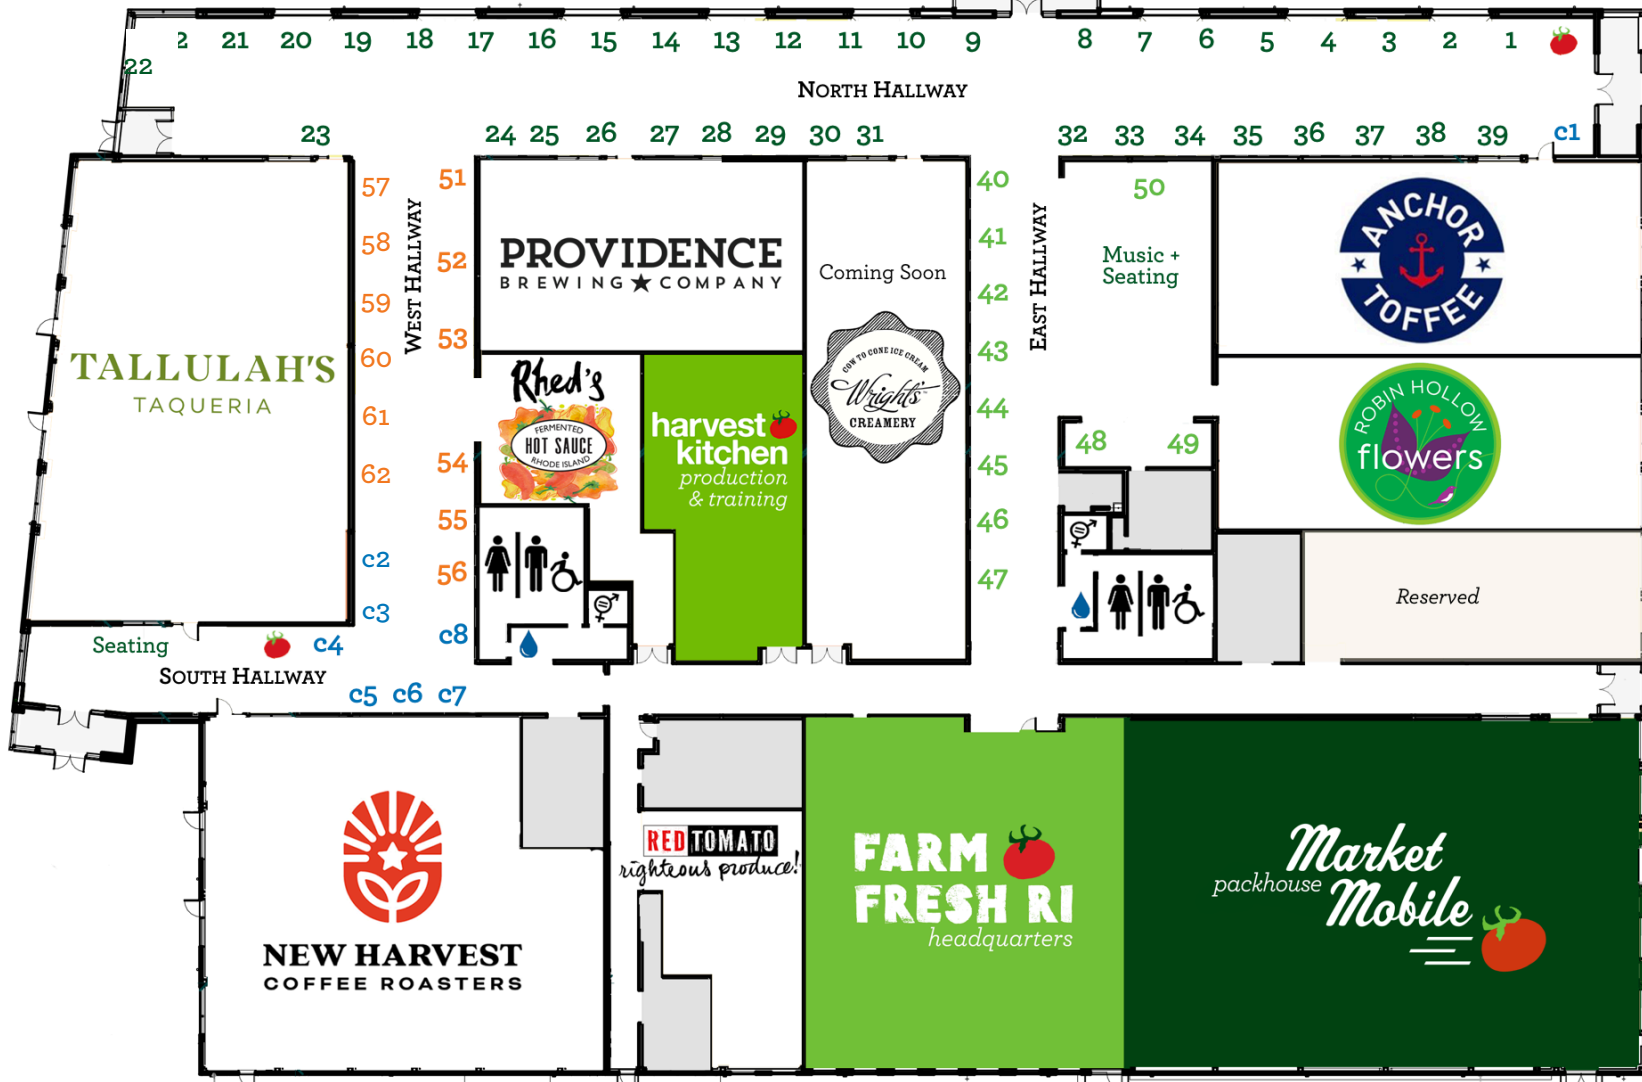 2 21 20 19 18 17 16 15 14 13 12 11 10 9 8 7 6 5 4 3 2 1
22
NORTH HALLWAY
23 24 25 26 27 28 29 30 31 32 33 34 35 36 37 38 39 c1
57
58
59
60
61
62
c2
c3
WEST HALLWAY
51
52
53
54
55
56
c8
TALLULAH'S
TAQUERIA
PROVIDENCE
BREWING COMPANY
Rhed's
FERMENTED
HOT SAUCE
RHODE ISLAND
harvest
kitchen
production
& training
Coming Soon
COW TO CONE ICE CREAM
Wright's
CREAMERY
40
41
42
43
44
45
46
47
EAST HALLWAY
50
Music +
Seating
48 49
ANCHOR
TOFFEE
ROBIN HOLLOW
flowers
Reserved
Seating
c4
SOUTH HALLWAY
c5 c6 c7
NEW HARVEST
COFFEE ROASTERS
RED TOMATO
righteous produce!
FARM
FRESH RI
headquarters
Market
packhouse Mobile